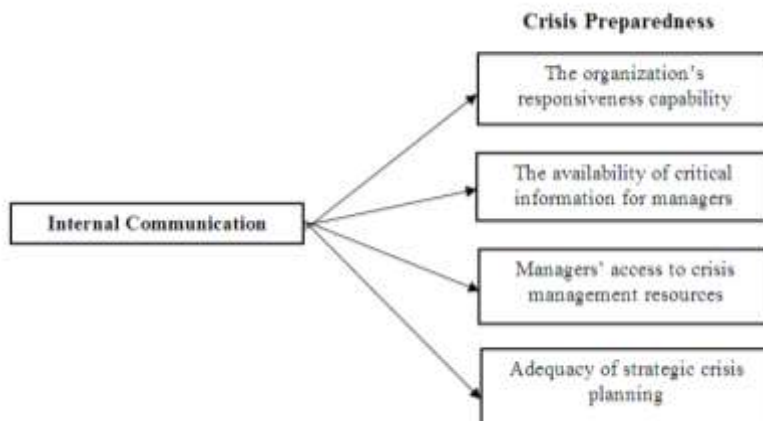 Crisis Preparedness
The organization's
responsiveness capability
The availability of critical
information for managers
Internal Communication
Managers' access to crisis
management resources
Adequacy of strategic crisis
planning